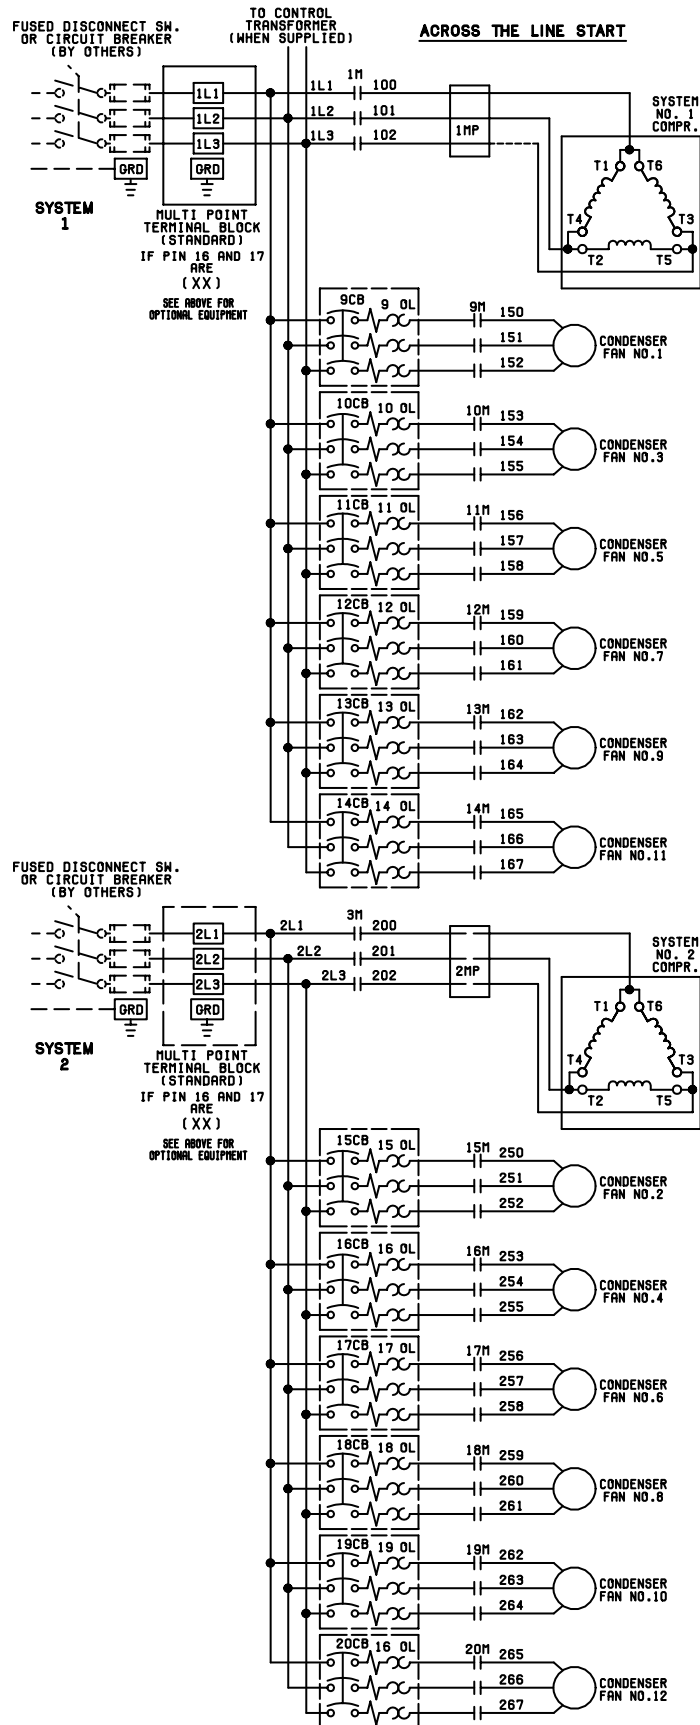 TO CONTROL
TRANSFORMER
(WHEN SUPPLIED)
ACROSS THE LINE START
FUSED DISCONNECT SW.
OR CIRCUIT BREAKER
(BY OTHERS)
1L1
1L2
1L3
GRD
GRD
SYSTEM
1
MULTI POINT
TERMINAL BLOCK
(STANDARD)
IF PIN 16 AND 17
ARE
(XX)
SEE ABOVE FOR
OPTIONAL EQUIPMENT
1L1 1M 100
1L2 101
1L3 102
1MP
SYSTEM
NO. 1
COMPR.
T1 T6
T4 T3
T2 T5
9CB 9 OL 9M 150
151
152
CONDENSER
FAN NO.1
10CB 10 OL 10M 153
154
155
CONDENSER
FAN NO.3
11CB 11 OL 11M 156
157
158
CONDENSER
FAN NO.5
12CB 12 OL 12M 159
160
161
CONDENSER
FAN NO.7
13CB 13 OL 13M 162
163
164
CONDENSER
FAN NO.9
14CB 14 OL 14M 165
166
167
CONDENSER
FAN NO.11
FUSED DISCONNECT SW.
OR CIRCUIT BREAKER
(BY OTHERS)
2L1
2L2
2L3
GRD
GRD
SYSTEM
2
MULTI POINT
TERMINAL BLOCK
(STANDARD)
IF PIN 16 AND 17
ARE
(XX)
SEE ABOVE FOR
OPTIONAL EQUIPMENT
2L1 3M 200
2L2 201
2L3 202
2MP
SYSTEM
NO. 2
COMPR.
T1 T6
T4 T3
T2 T5
15CB 15 OL 15M 250
251
252
CONDENSER
FAN NO.2
16CB 16 OL 16M 253
254
255
CONDENSER
FAN NO.4
17CB 17 OL 17M 256
257
258
CONDENSER
FAN NO.6
18CB 18 OL 18M 259
260
261
CONDENSER
FAN NO.8
19CB 19 OL 19M 262
263
264
CONDENSER
FAN NO.10
20CB 16 OL 20M 265
266
267
CONDENSER
FAN NO.12